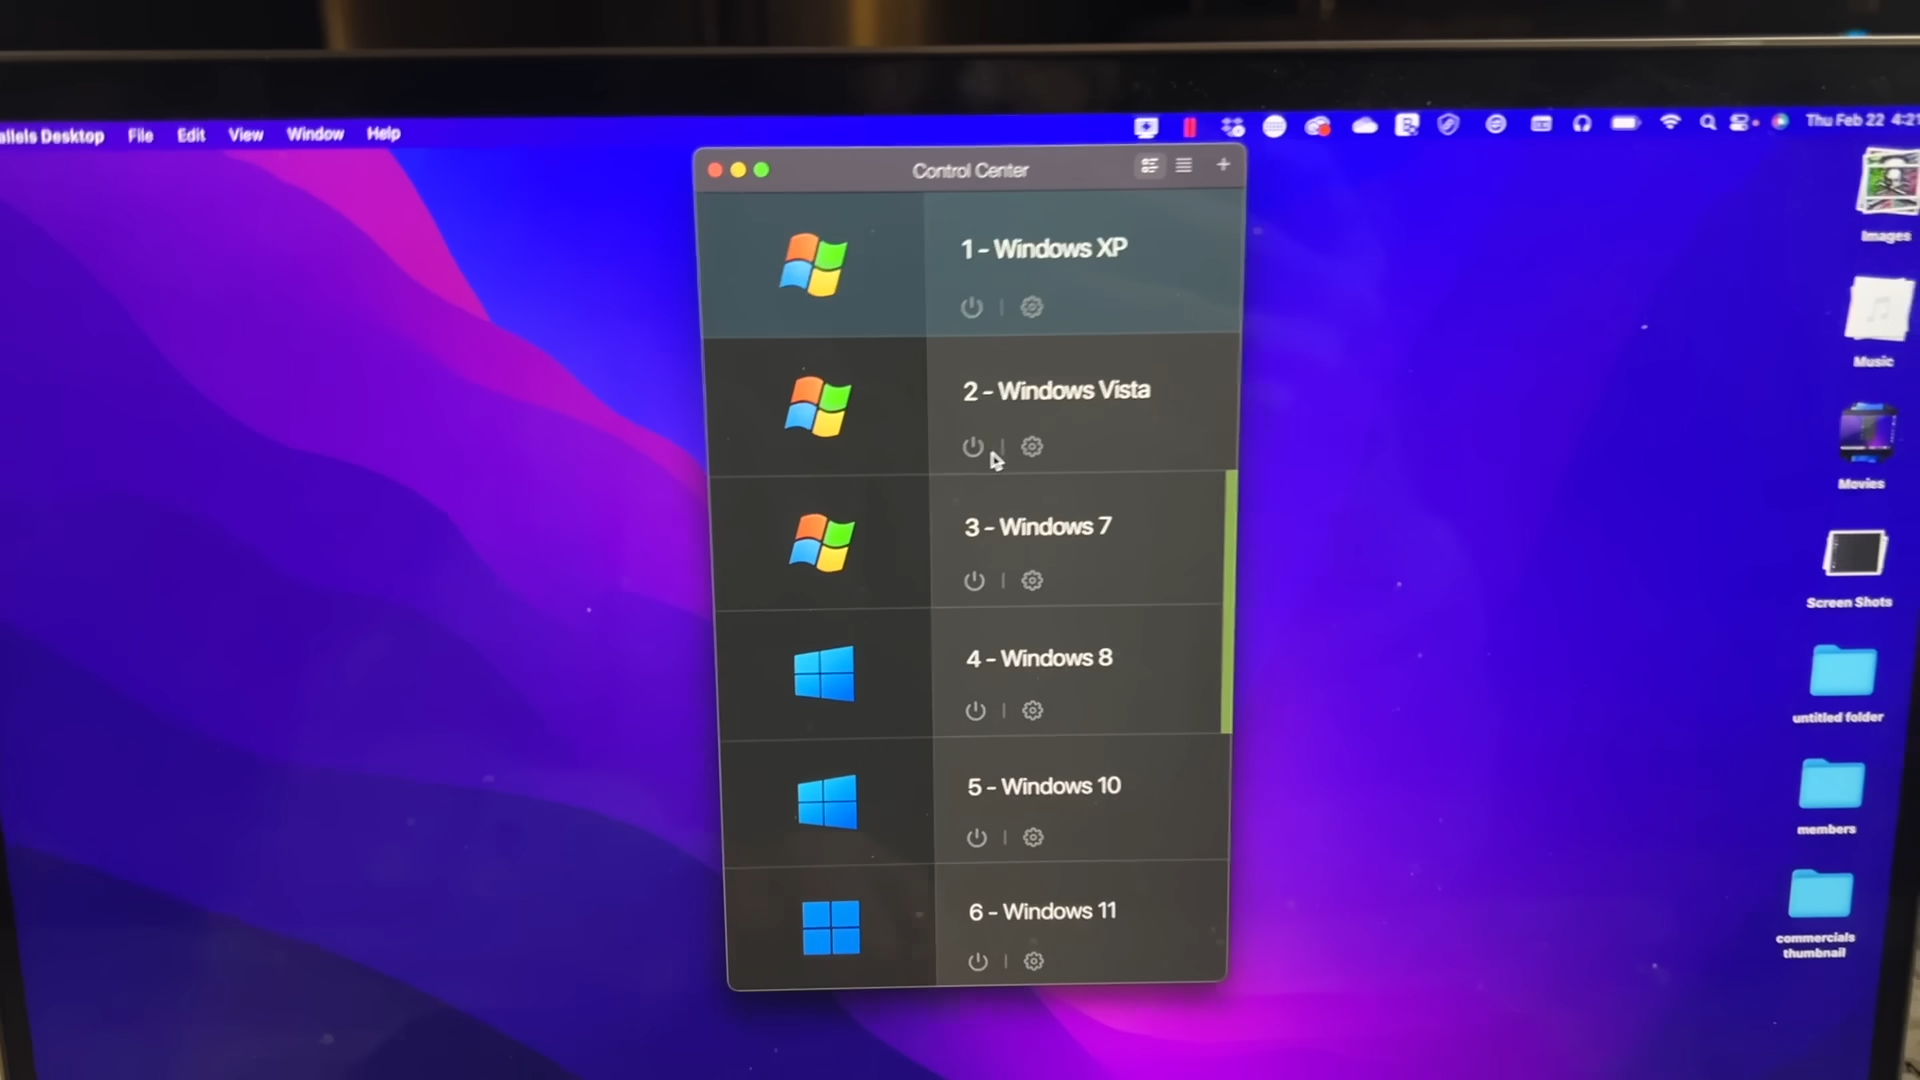 allels Desktop File Edit View Window Help
Thu Feb 22 4:21
Control Center
1 - Windows XP
2 - Windows Vista
3 - Windows 7
4 - Windows 8
5 - Windows 10
6 - Windows 11
Images
Music
Movies
Screen Shots
untitled folder
members
commercials
thumbnail